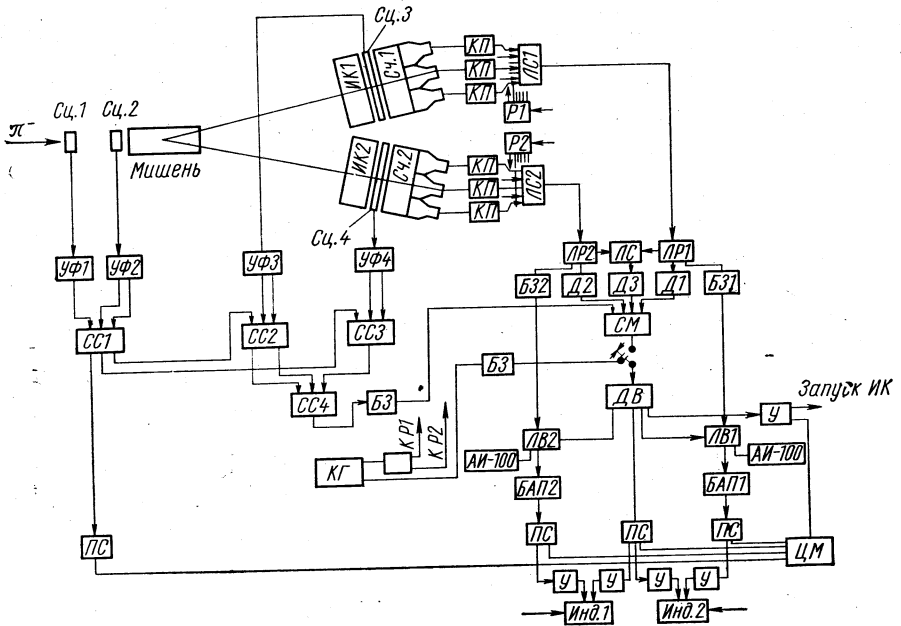 Сц.3
π⁻
Сц.1
Сц.2
Мишень
ИК1
СЧ.1
КП
КП
КП
ЛС1
Р1
Р2
ИК2
СЧ.2
КП
КП
КП
ЛС2
Сц.4
УФ1
УФ2
УФ3
УФ4
ЛР2
ЛС
ЛР1
БЗ2
Д2
Д3
Д1
БЗ1
СС1
СС2
СС3
СМ
СС4
БЗ
БЗ
ДВ
Запуск ИК
У
КГ
К Р1
К Р2
ЛВ2
ЛВ1
АИ-100
АИ-100
БАП2
БАП1
ПС
ПС
ПС
ПС
ЦМ
У
У
У
У
Инд.1
Инд.2